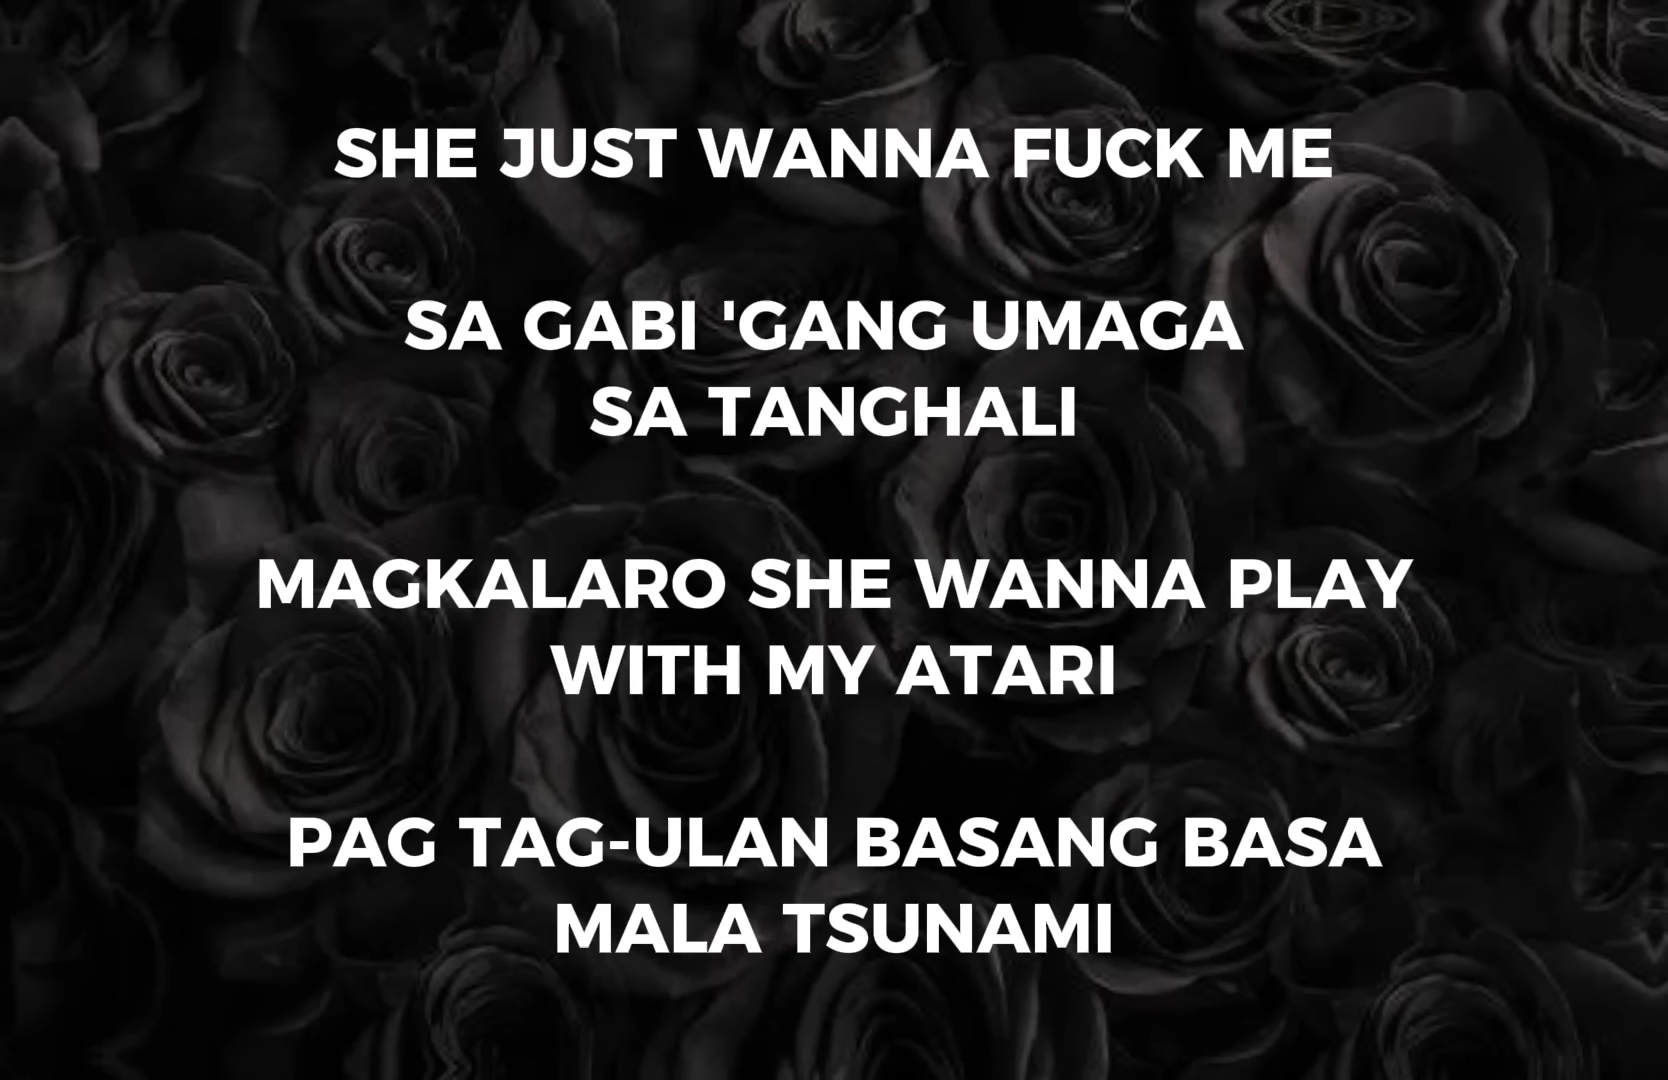 SHE JUST WANNA FUCK ME
SA GABI 'GANG UMAGA
SA TANGHALI
MAGKALARO SHE WANNA PLAY
WITH MY ATARI
PAG TAG-ULAN BASANG BASA
MALA TSUNAMI